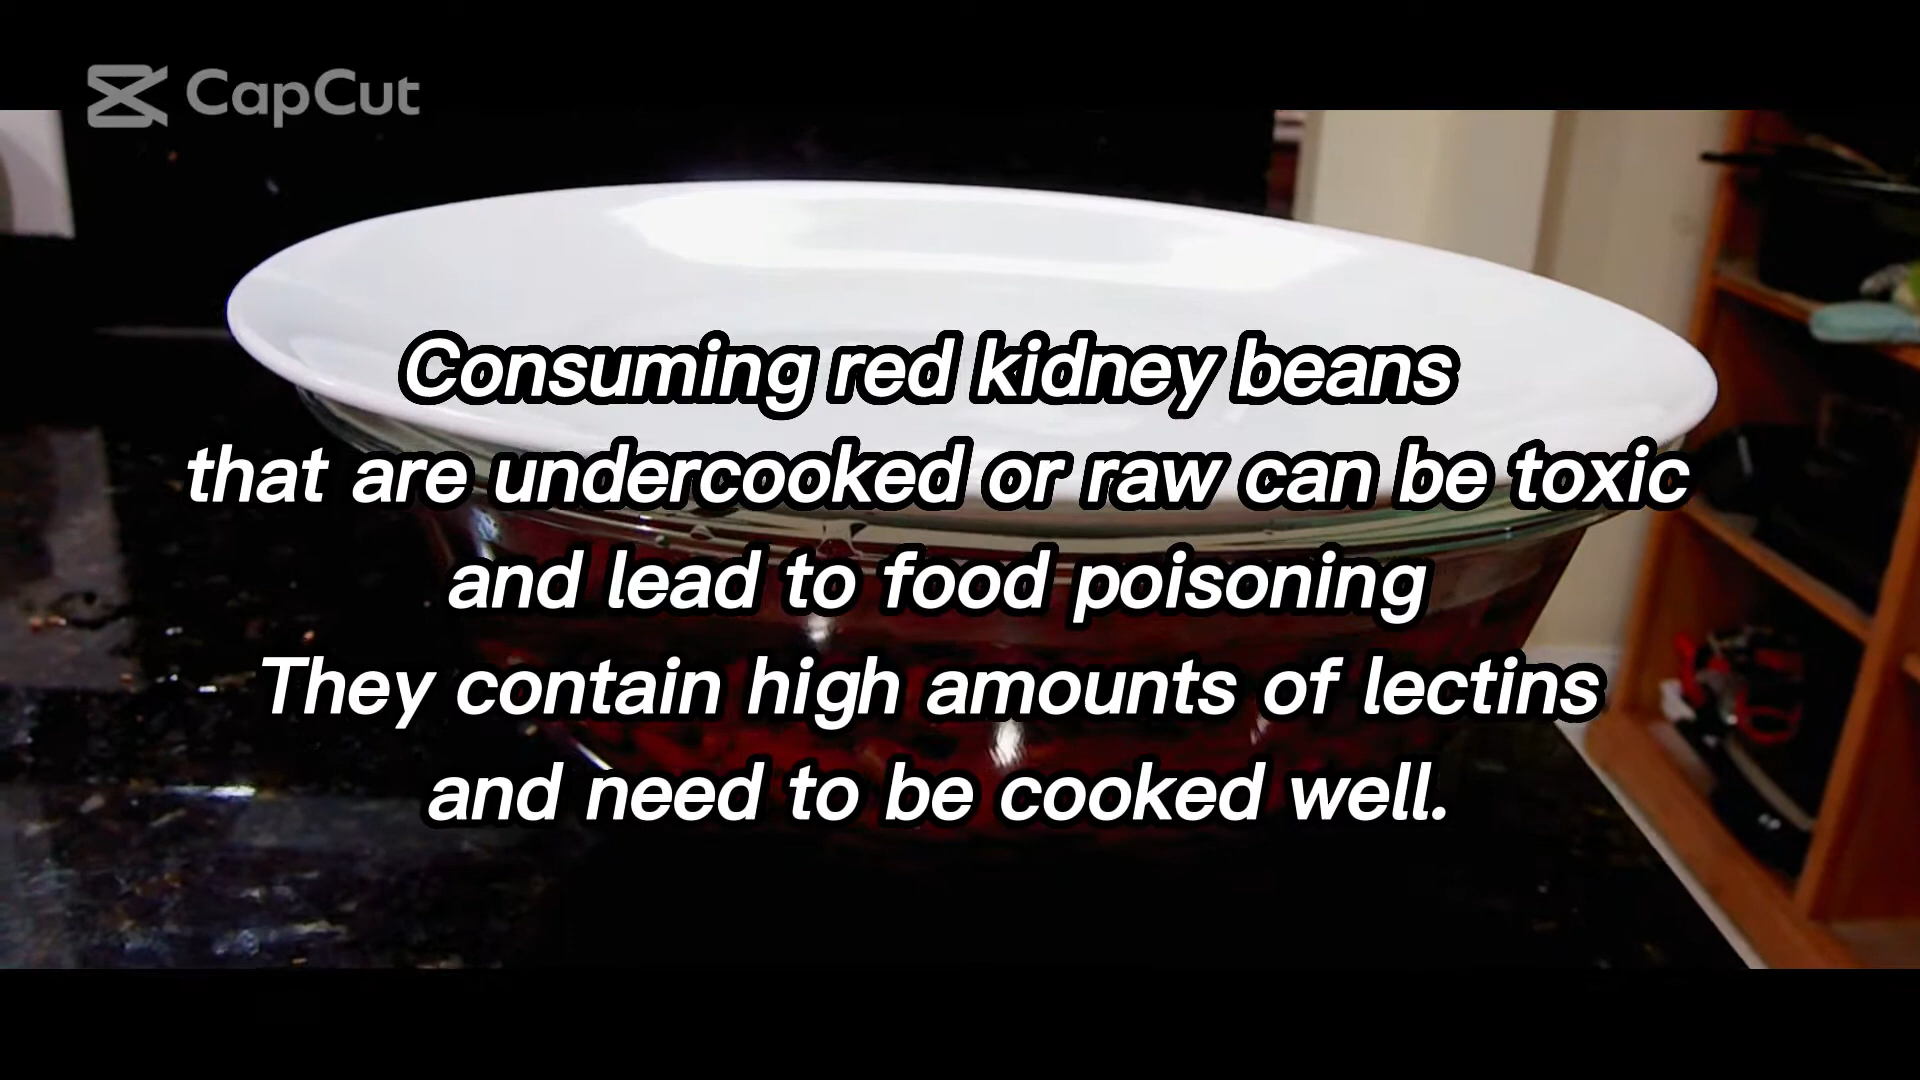 CapCut
Consuming red kidney beans
that are undercooked or raw can be toxic
and lead to food poisoning
They contain high amounts of lectins
and need to be cooked well.